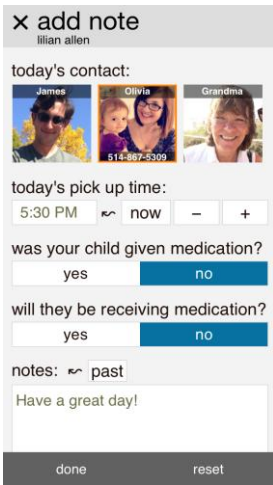 × add note
lilian allen
today's contact:
James Olivia Grandma
514-867-5309
today's pick up time:
5:30 PM now − +
was your child given medication?
yes no
will they be receiving medication?
yes no
notes: past
Have a great day!
done reset